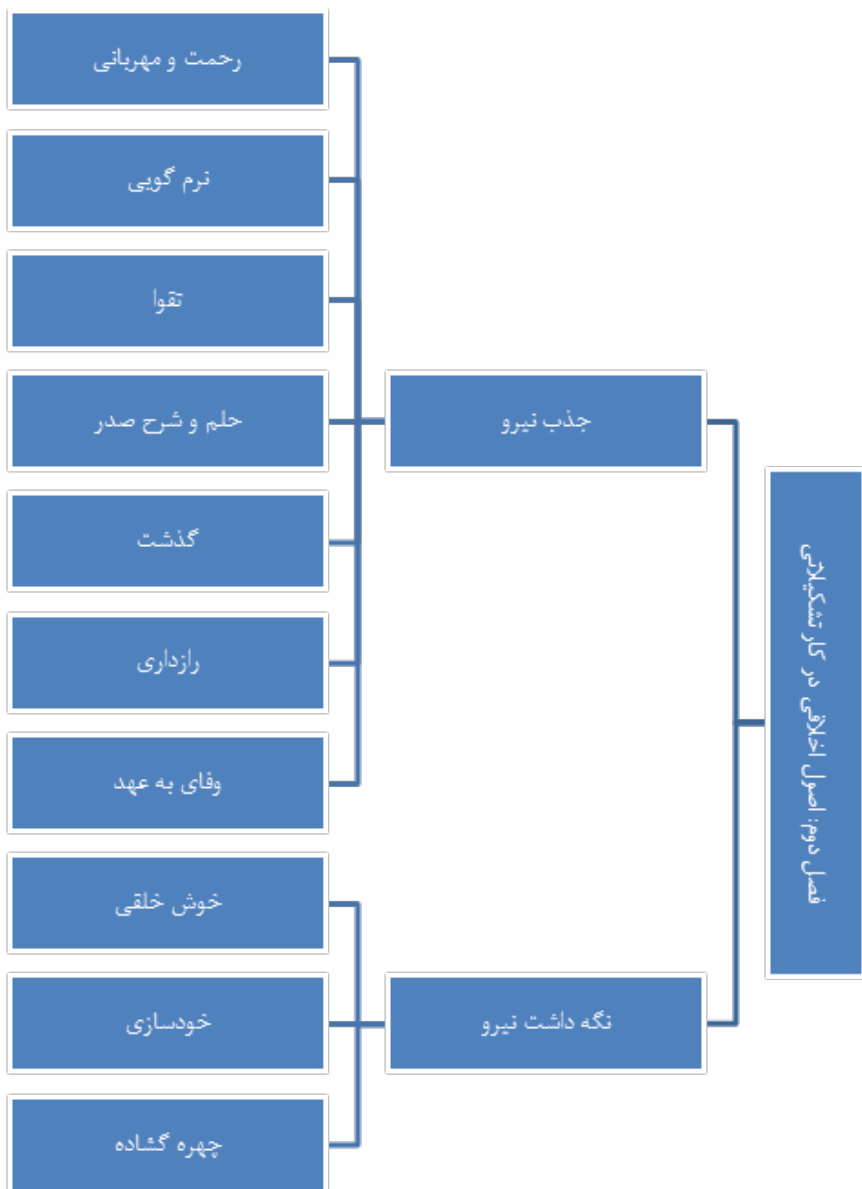 فصل دوم: اصول اخلاقی در کار تشکیلاتی
جذب نیرو
رحمت و مهربانی
نرم گویی
تقوا
حلم و شرح صدر
گذشت
رازداری
وفای به عهد
نگه داشت نیرو
خوش خلقی
خودسازی
چهره گشاده